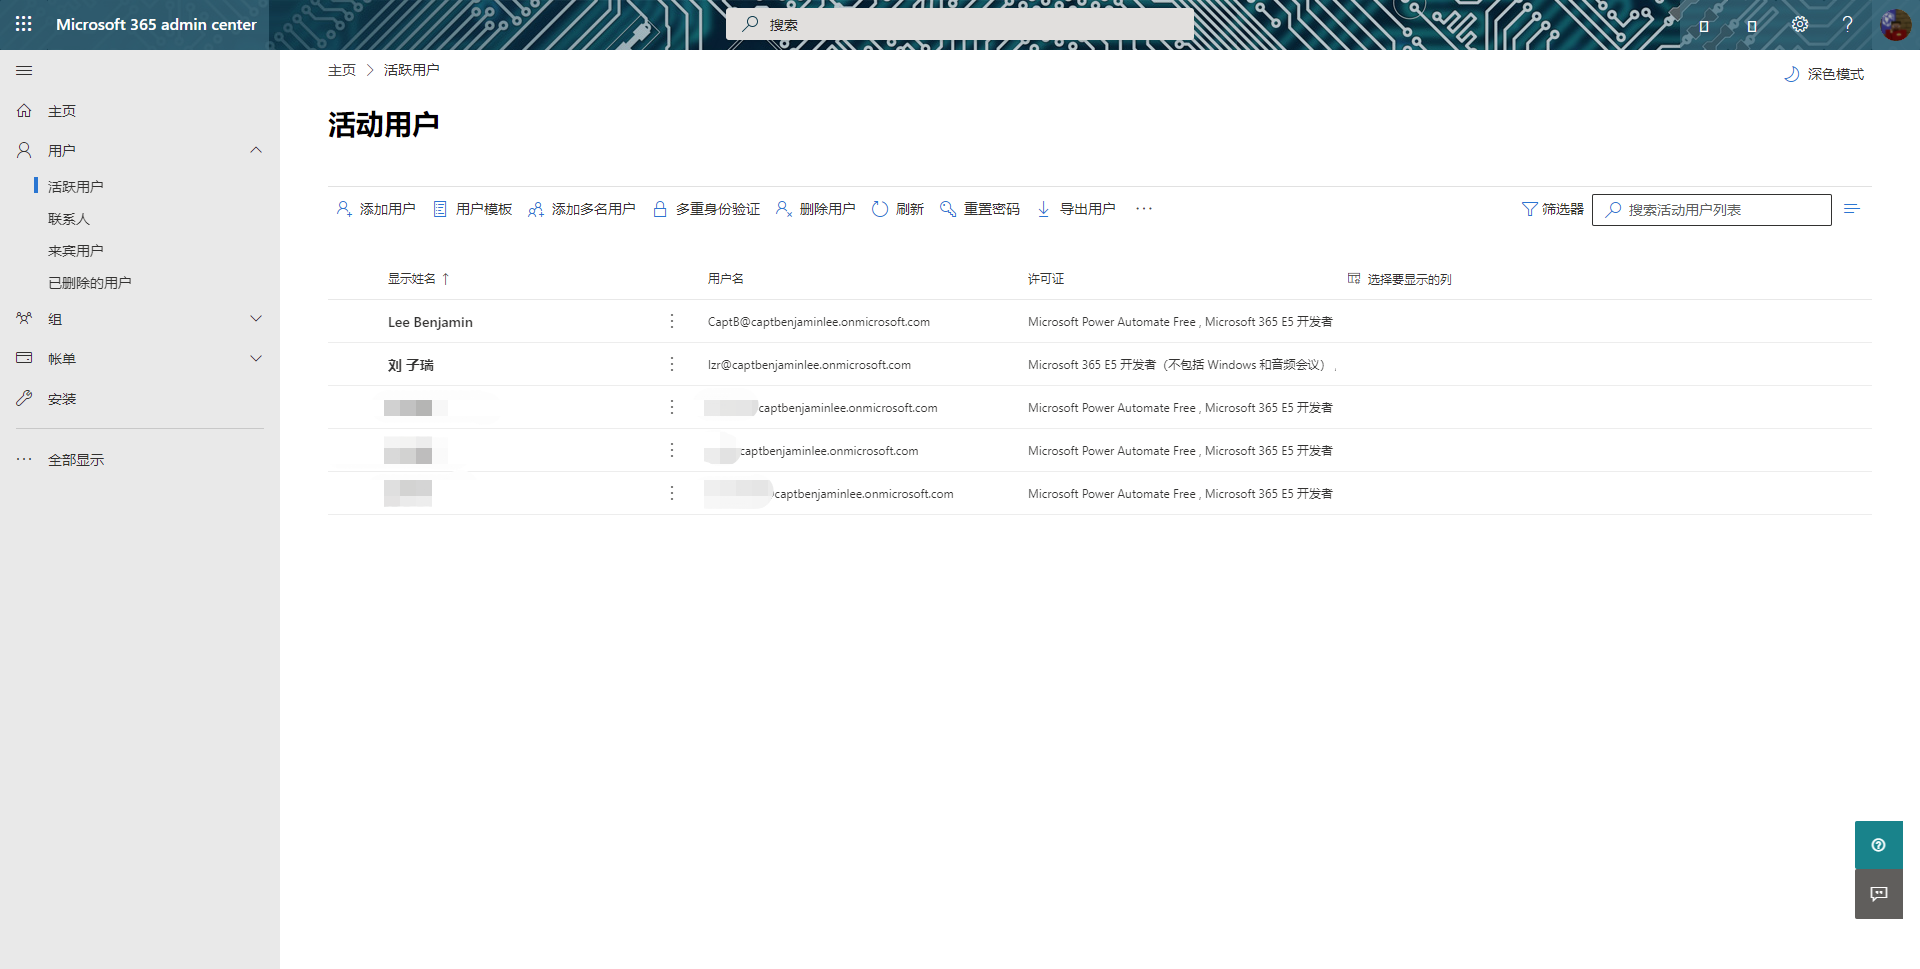 Microsoft 365 admin center
搜索
主页
用户
活跃用户
联系人
来宾用户
已删除的用户
组
帐单
安装
全部显示
主页 活跃用户
深色模式
活动用户
添加用户 用户模板 添加多名用户 多重身份验证 删除用户 刷新 重置密码 导出用户 ···
筛选器 搜索活动用户列表
显示姓名 ↑ 用户名 许可证 选择要显示的列
Lee Benjamin CaptB@captbenjaminlee.onmicrosoft.com Microsoft Power Automate Free , Microsoft 365 E5 开发者
刘 子瑞 lzr@captbenjaminlee.onmicrosoft.com Microsoft 365 E5 开发者（不包括 Windows 和音频会议） ,
captbenjaminlee.onmicrosoft.com Microsoft Power Automate Free , Microsoft 365 E5 开发者
captbenjaminlee.onmicrosoft.com Microsoft Power Automate Free , Microsoft 365 E5 开发者
captbenjaminlee.onmicrosoft.com Microsoft Power Automate Free , Microsoft 365 E5 开发者